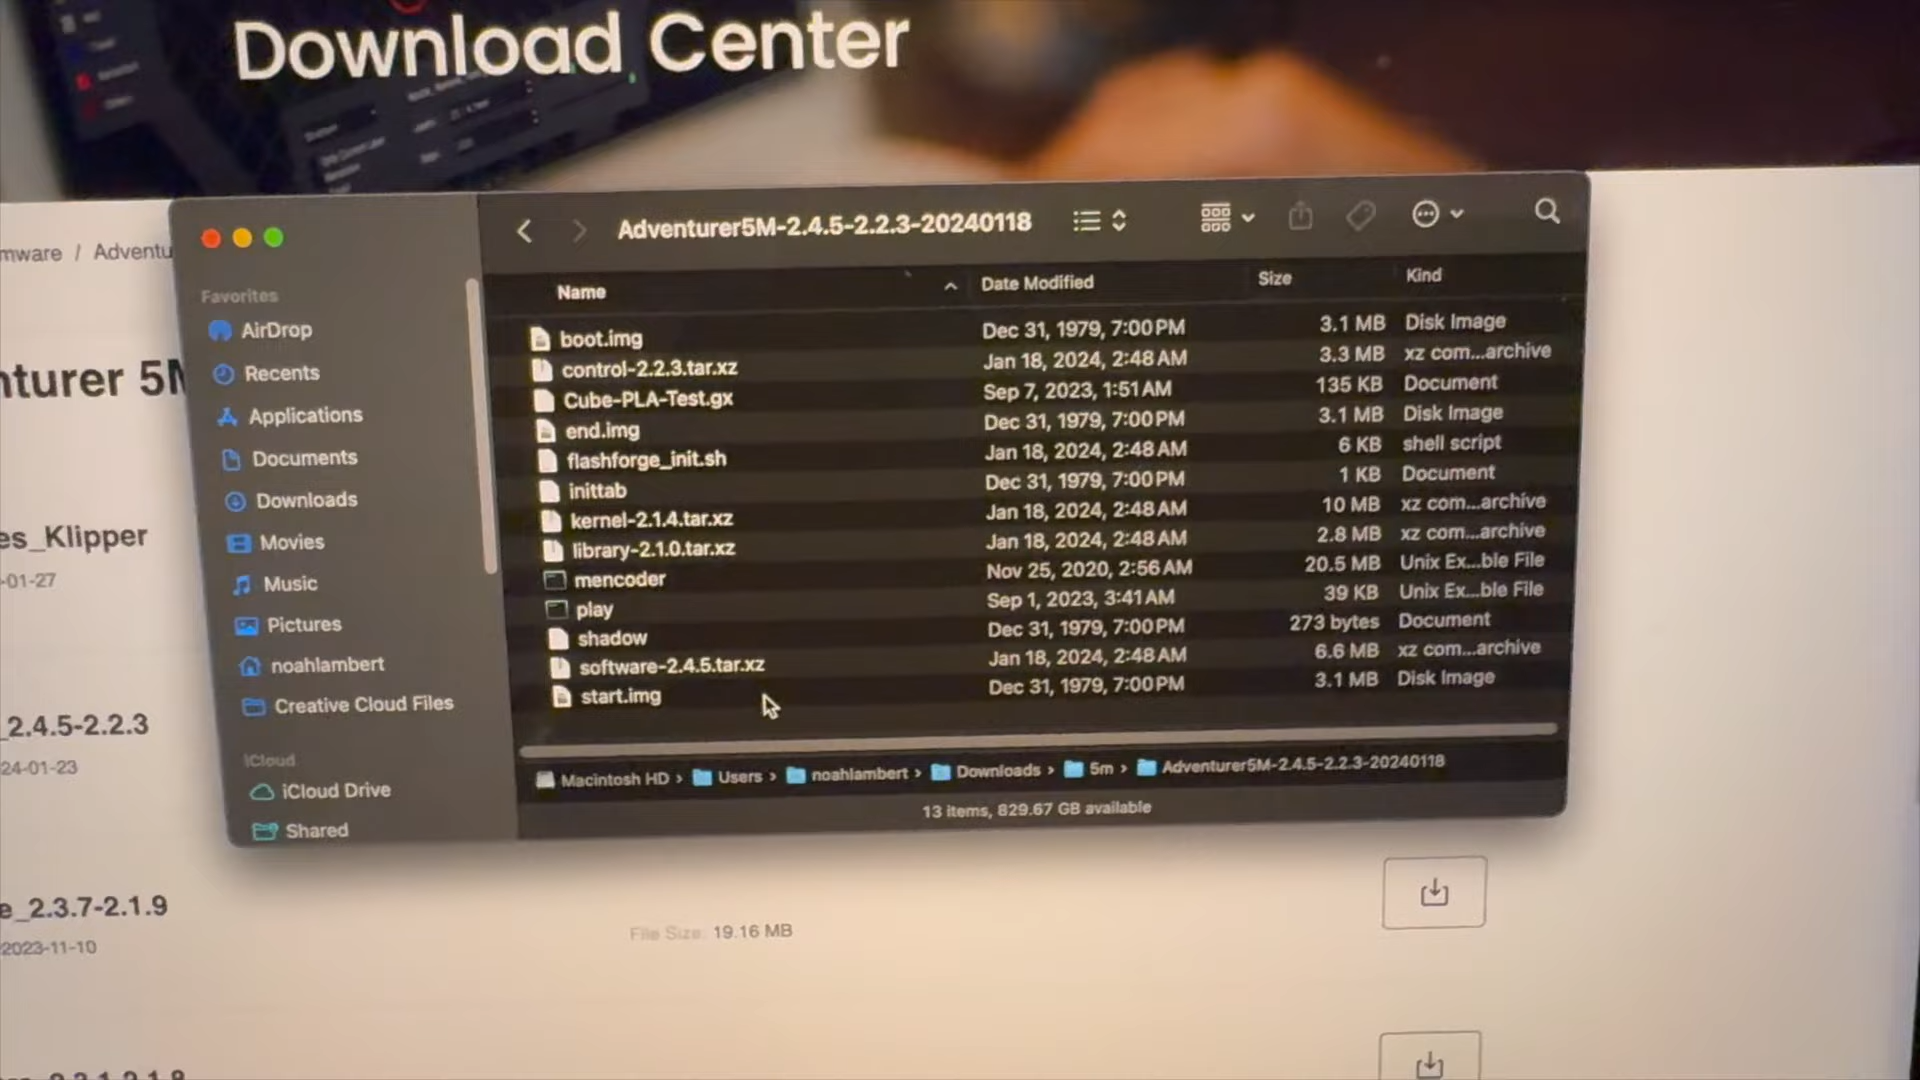 Download Center
mware / Adventu
nturer 5M
es_Klipper
-01-27
_2.4.5-2.2.3
24-01-23
e_2.3.7-2.1.9
2023-11-10
File Size: 19.16 MB
Adventurer5M-2.4.5-2.2.3-20240118
Favorites
AirDrop
Recents
Applications
Documents
Downloads
Movies
Music
Pictures
noahlambert
Creative Cloud Files
iCloud
iCloud Drive
Shared
Name Date Modified Size Kind
boot.img Dec 31, 1979, 7:00 PM 3.1 MB Disk Image
control-2.2.3.tar.xz Jan 18, 2024, 2:48 AM 3.3 MB xz com...archive
Cube-PLA-Test.gx Sep 7, 2023, 1:51 AM 135 KB Document
end.img Dec 31, 1979, 7:00 PM 3.1 MB Disk Image
flashforge_init.sh Jan 18, 2024, 2:48 AM 6 KB shell script
inittab Dec 31, 1979, 7:00 PM 1 KB Document
kernel-2.1.4.tar.xz Jan 18, 2024, 2:48 AM 10 MB xz com...archive
library-2.1.0.tar.xz Jan 18, 2024, 2:48 AM 2.8 MB xz com...archive
mencoder Nov 25, 2020, 2:56 AM 20.5 MB Unix Ex...ble File
play Sep 1, 2023, 3:41 AM 39 KB Unix Ex...ble File
shadow Dec 31, 1979, 7:00 PM 273 bytes Document
software-2.4.5.tar.xz Jan 18, 2024, 2:48 AM 6.6 MB xz com...archive
start.img Dec 31, 1979, 7:00 PM 3.1 MB Disk Image
Macintosh HD › Users › noahlambert › Downloads › 5m › Adventurer5M-2.4.5-2.2.3-20240118
13 items, 829.67 GB available